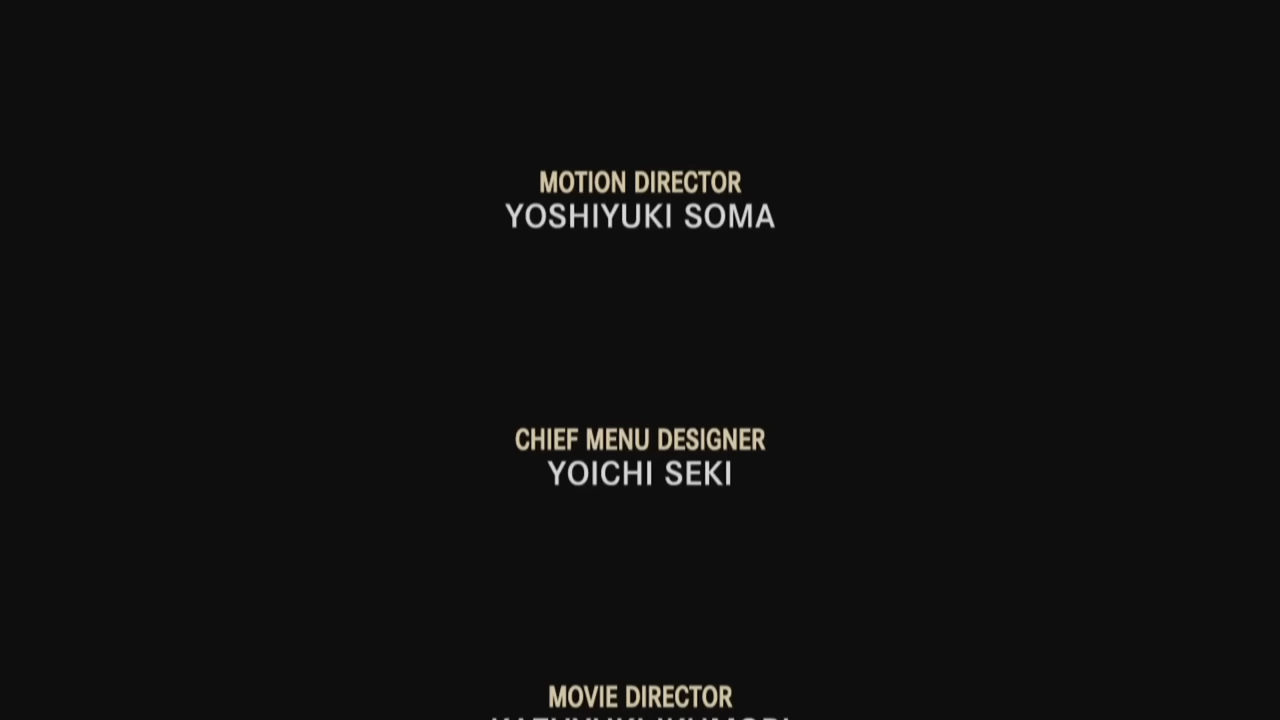 MOTION DIRECTOR
YOSHIYUKI SOMA
CHIEF MENU DESIGNER
YOICHI SEKI
MOVIE DIRECTOR